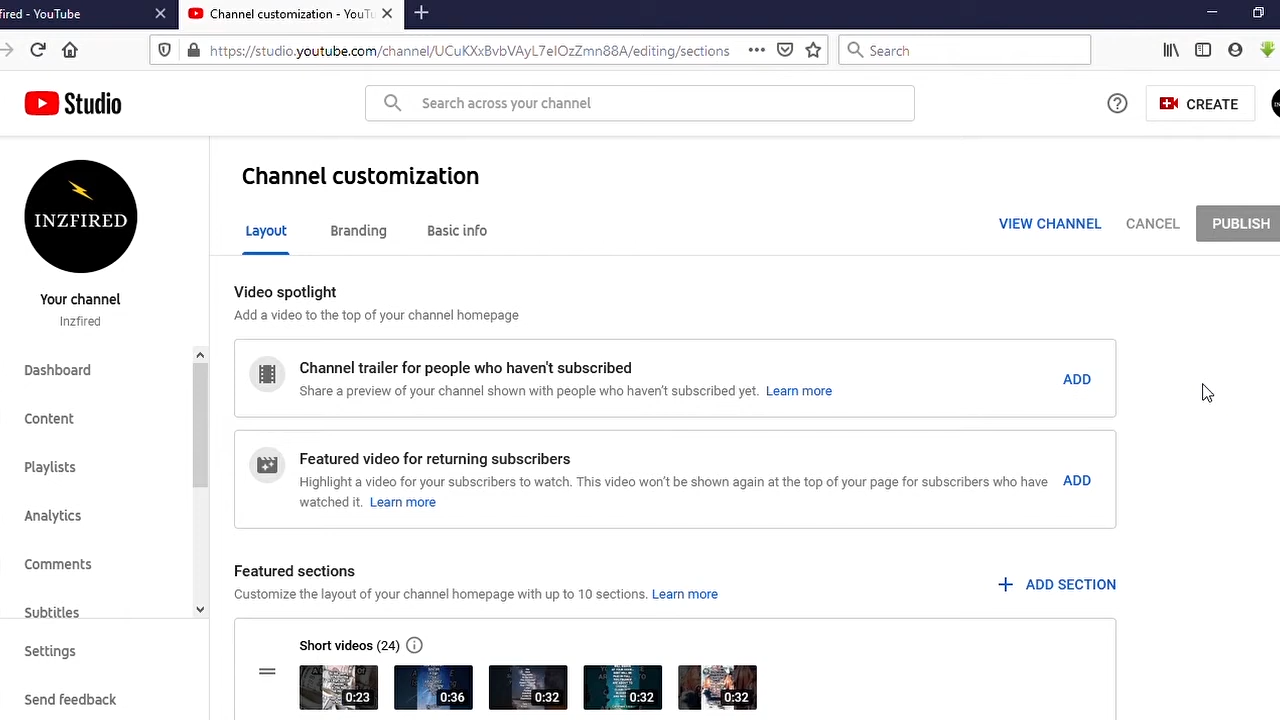 fired - YouTube
Channel customization - YouTu
https://studio.youtube.com/channel/UCuKXxBvbVAyL7eIOzZmn88A/editing/sections
Search
Studio
Search across your channel
CREATE
INZFIRED
Your channel
Inzfired
Dashboard
Content
Playlists
Analytics
Comments
Subtitles
Settings
Send feedback
Channel customization
Layout
Branding
Basic info
VIEW CHANNEL
CANCEL
PUBLISH
Video spotlight
Add a video to the top of your channel homepage
Channel trailer for people who haven't subscribed
Share a preview of your channel shown with people who haven't subscribed yet. Learn more
ADD
Featured video for returning subscribers
Highlight a video for your subscribers to watch. This video won't be shown again at the top of your page for subscribers who have
watched it. Learn more
ADD
Featured sections
Customize the layout of your channel homepage with up to 10 sections. Learn more
ADD SECTION
Short videos (24)
0:23
0:36
0:32
0:32
0:32